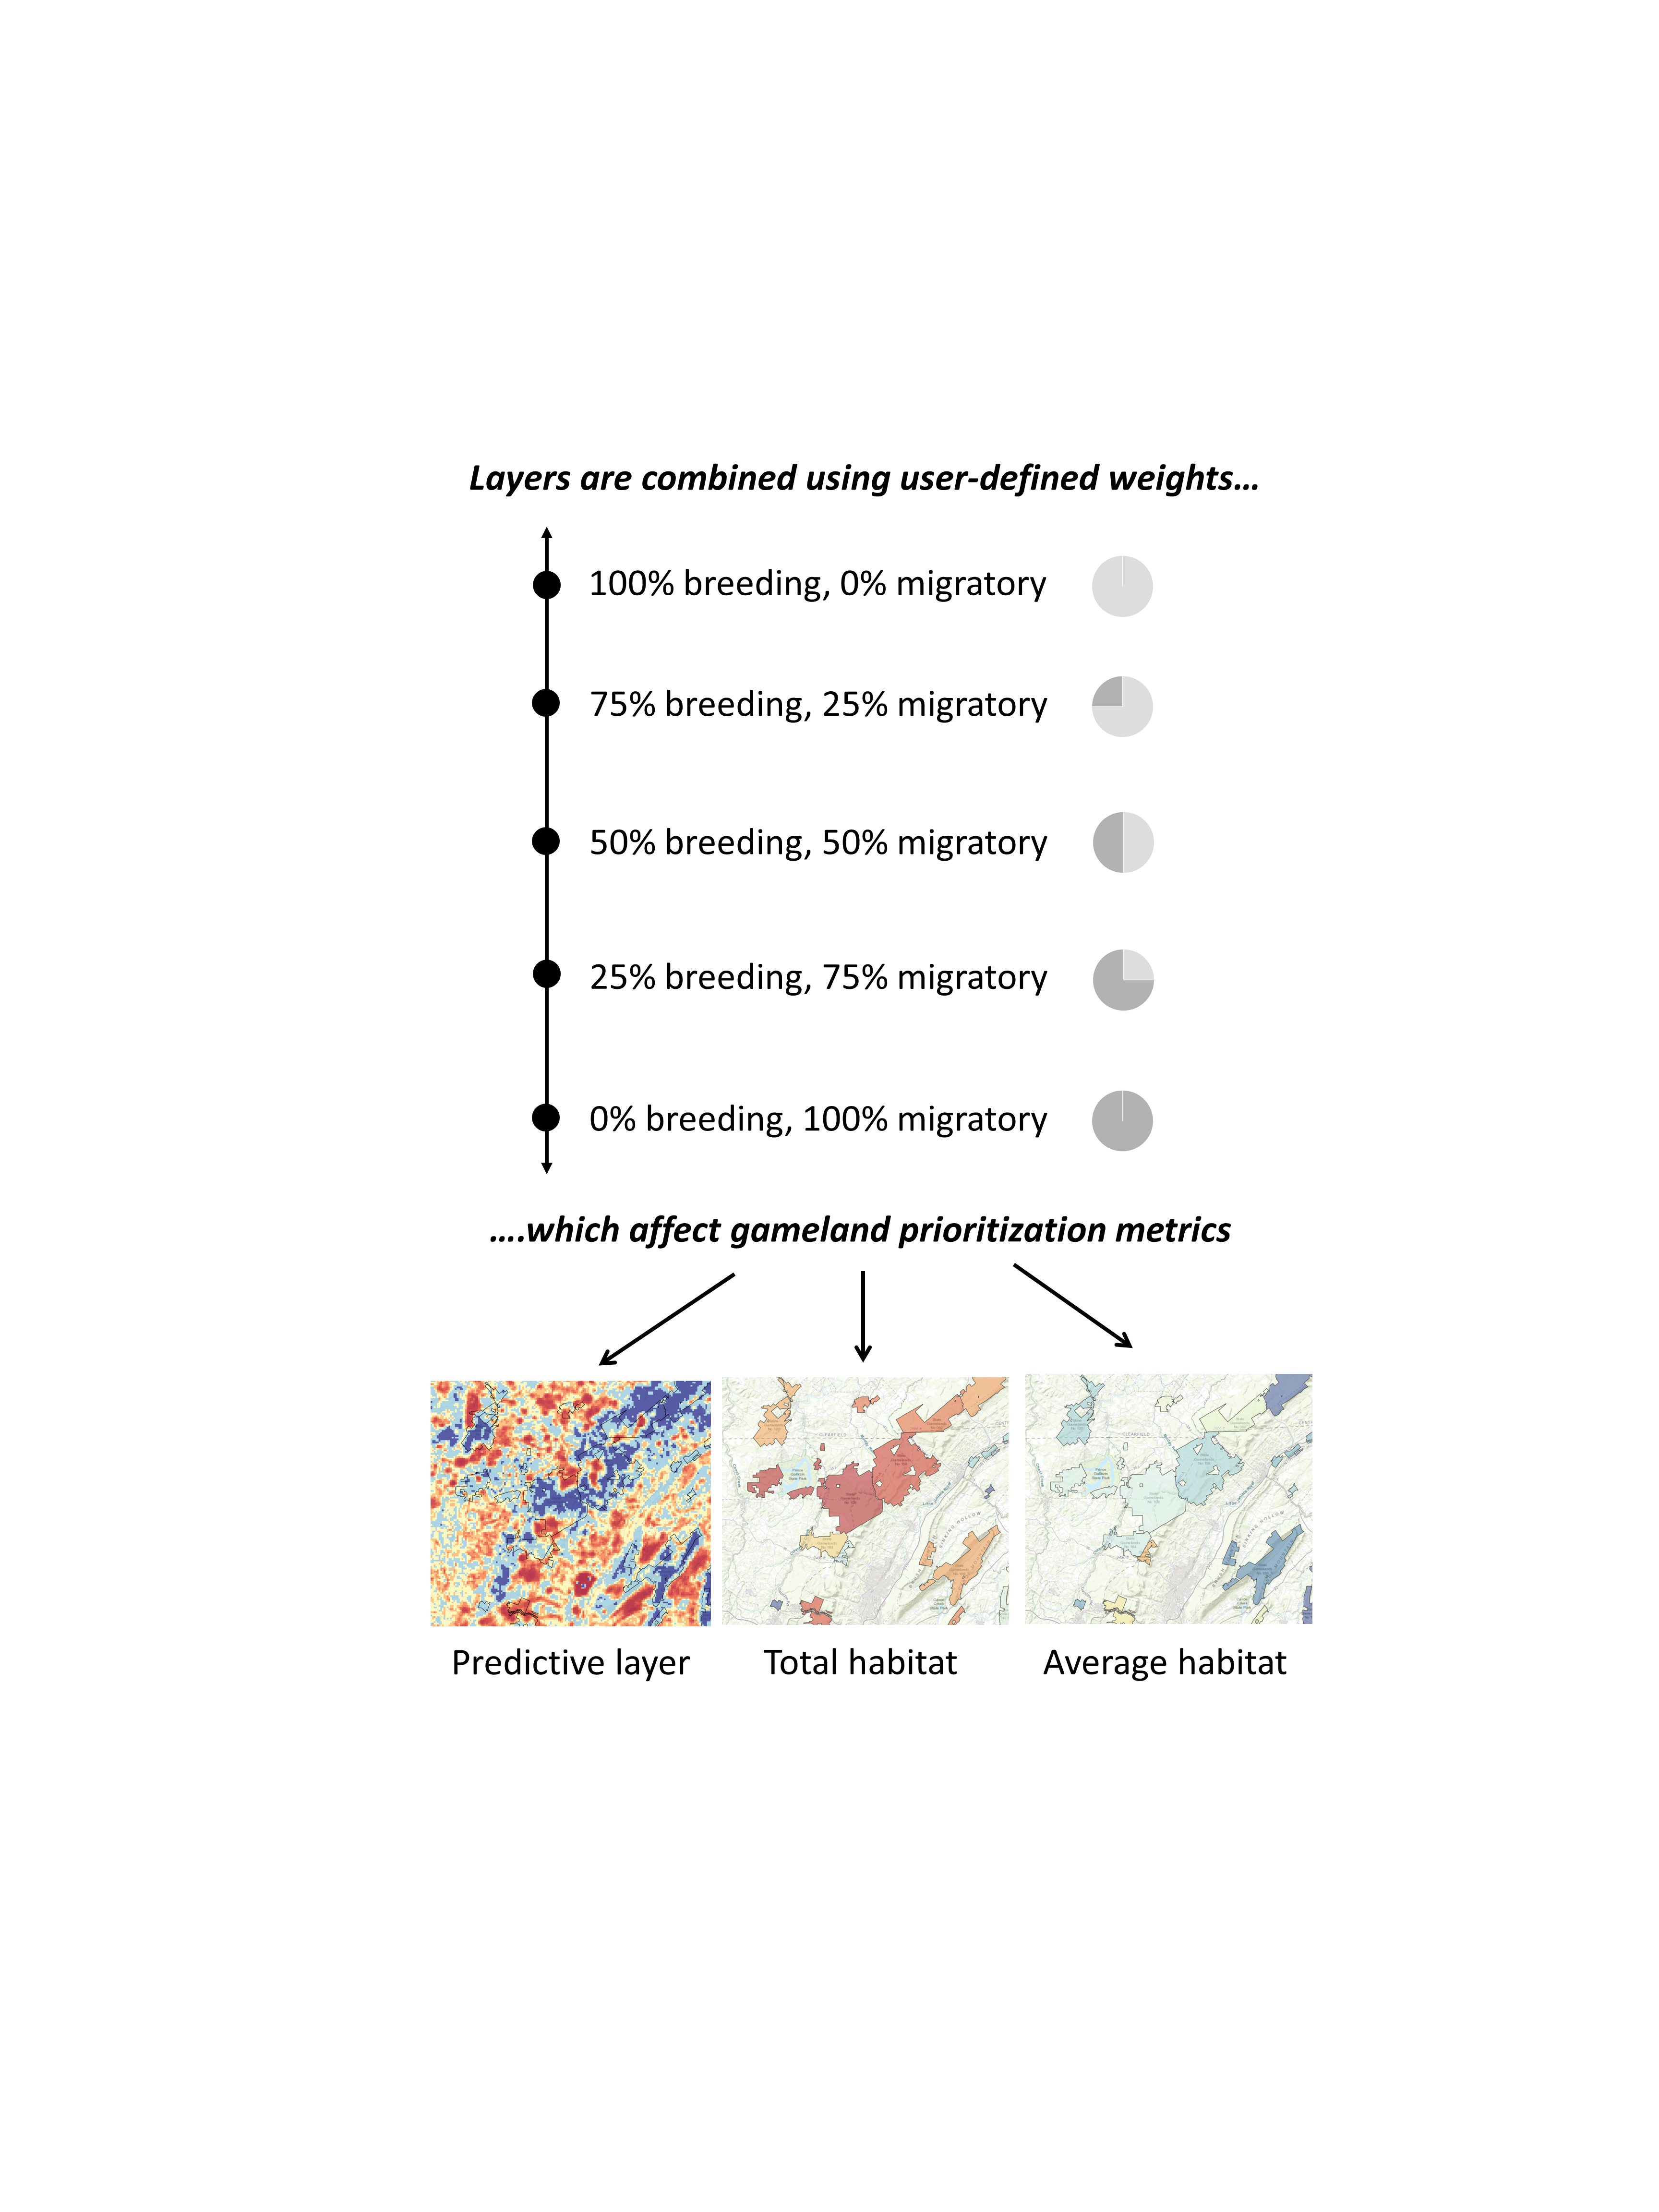 Layers are combined using user-defined weights...
100% breeding, 0% migratory
75% breeding, 25% migratory
50% breeding, 50% migratory
25% breeding, 75% migratory
0% breeding, 100% migratory
....which affect gameland prioritization metrics
CLEARFIELD
Predictive layer
Total habitat
Average habitat